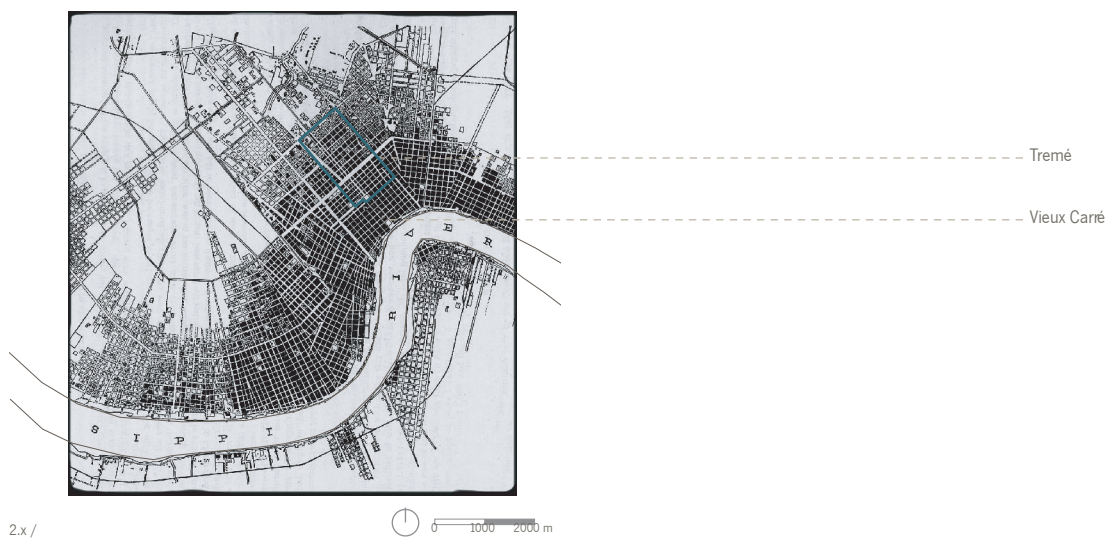 Tremé
Vieux Carré
R I V E R
S I P P I
2.x /
0 1000 2000 m